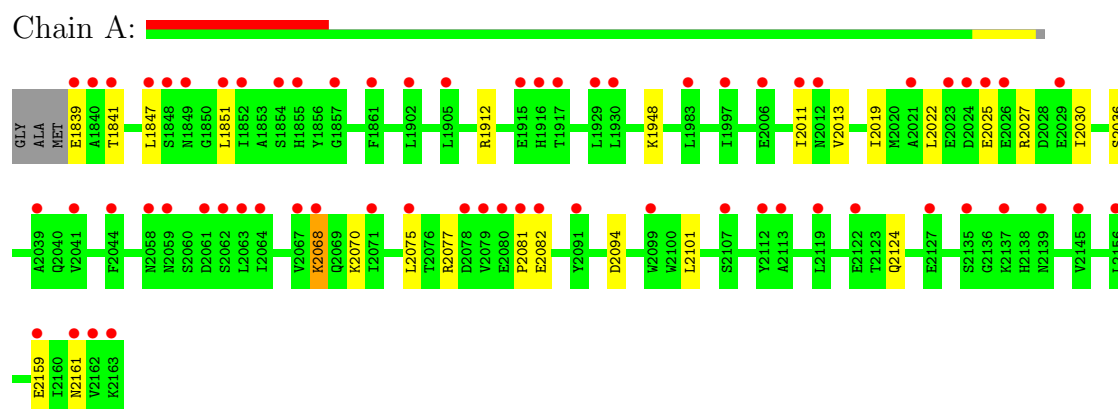 Chain A:
GLY ALA MET E1839 A1840 T1841 L1847 S1848 N1849 G1850 L1851 I1852 A1853 S1854 H1855 Y1856 G1857 F1861 L1902 L1905 R1912 E1915 H1916 T1917 L1929 L1930 K1948 L1983 I1997 E2006 I2011 N2012 V2013 I2019 M2020 A2021 L2022 E2023 D2024 E2025 E2026 R2027 D2028 E2029 I2030 S2036
A2039 Q2040 V2041 F2044 N2058 N2059 S2060 D2061 S2062 L2063 I2064 V2067 K2068 Q2069 K2070 I2071 L2075 T2076 R2077 D2078 V2079 E2080 P2081 E2082 Y2091 D2094 W2099 W2100 L2101 S2107 Y2112 A2113 L2119 E2122 T2123 Q2124 E2127 S2135 G2136 K2137 H2138 N2139 V2145 L2156
E2159 I2160 N2161 V2162 K2163